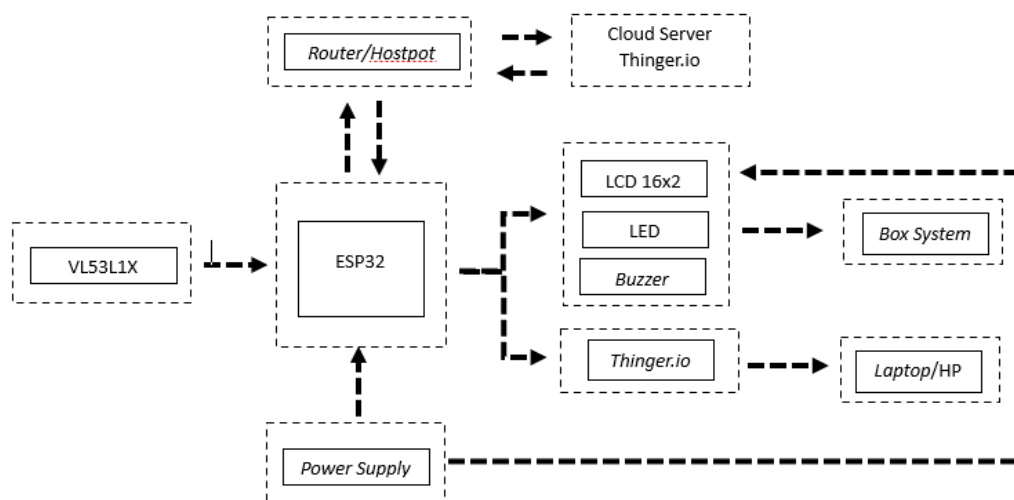 Router/Hostpot
Cloud Server
Thinger.io
LCD 16x2
LED
Buzzer
Box System
VL53L1X
ESP32
Thinger.io
Laptop/HP
Power Supply